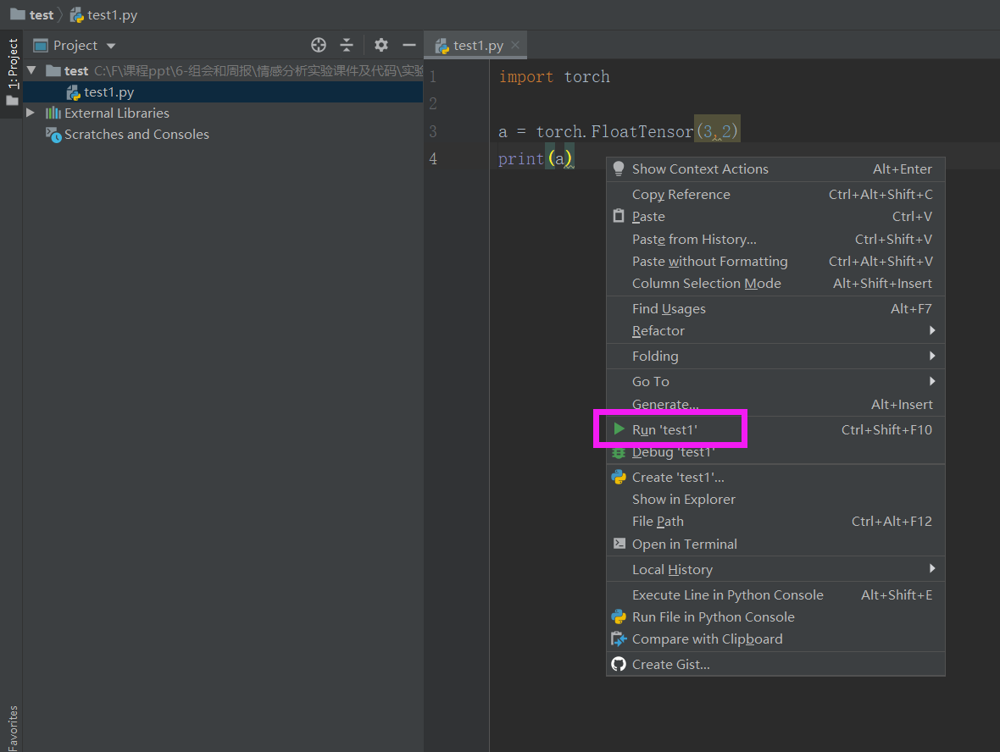 test
test1.py
1: Project
Project
test1.py
test C:\F\课程ppt\6-组会和周报\情感分析实验课件及代码\实验
test1.py
External Libraries
Scratches and Consoles
1 import torch
2
3 a = torch.FloatTensor(3,2)
4 print(a)
Show Context Actions Alt+Enter
Copy Reference Ctrl+Alt+Shift+C
Paste Ctrl+V
Paste from History... Ctrl+Shift+V
Paste without Formatting Ctrl+Alt+Shift+V
Column Selection Mode Alt+Shift+Insert
Find Usages Alt+F7
Refactor
Folding
Go To
Generate... Alt+Insert
Run 'test1' Ctrl+Shift+F10
Debug 'test1'
Create 'test1'...
Show in Explorer
File Path Ctrl+Alt+F12
Open in Terminal
Local History
Execute Line in Python Console Alt+Shift+E
Run File in Python Console
Compare with Clipboard
Create Gist...
Favorites